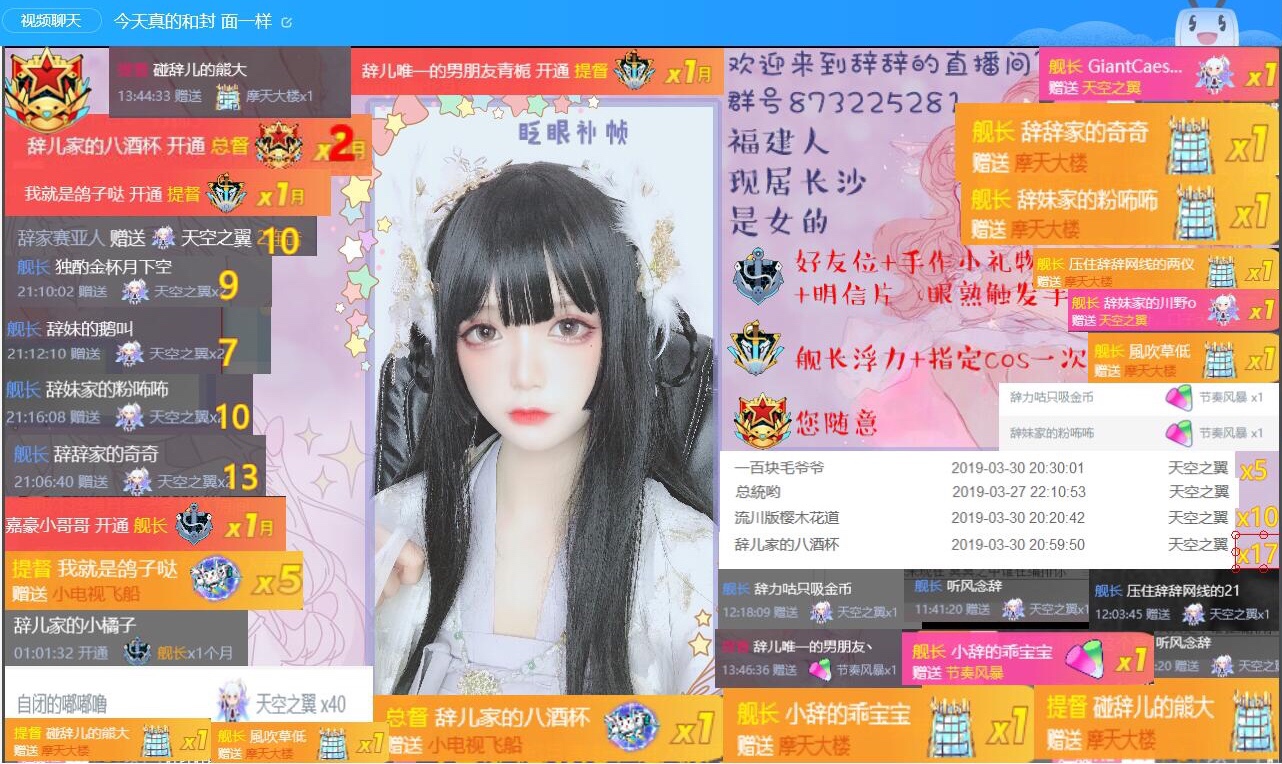 视频聊天
今天真的和封 面一样
碰辞儿的熊大
13:44:33 赠送 摩天大楼x1
辞儿家的八酒杯 开通 总督 x2月
我就是鸽子哒 开通 提督 x1月
辞家赛亚人 赠送 天空之翼 10
舰长 独酌金杯月下空
21:10:02 赠送 天空之翼x 9
舰长 辞妹的鹅叫
21:12:10 赠送 天空之翼x2 7
舰长 辞妹家的粉咘咘
21:16:08 赠送 天空之翼x 10
舰长 辞辞家的奇奇
21:06:40 赠送 天空之翼x 13
嘉豪小哥哥 开通 舰长 x1月
提督 我就是鸽子哒
赠送 小电视飞船 x5
辞儿家的小橘子
01:01:32 开通 舰长x1个月
自闭的嘟嘟噜 天空之翼 x40
提督 碰辞儿的熊大
赠送 摩天大楼 x1
舰长 風吹草低
赠送 摩天大楼 x1
辞儿唯一的男朋友青栀 开通 提督 x1月
眨眼补帧
总督 辞儿家的八酒杯
赠送 小电视飞船 x1
欢迎来到辞辞的直播间
群号873225281
福建人
现居长沙
是女的
好友位+手作小礼物
+明信片
舰长浮力+指定cos一次
您随意
舰长 GiantCaes...
赠送 天空之翼 x1
舰长 辞辞家的奇奇
赠送 摩天大楼 x1
舰长 辞妹家的粉咘咘
赠送 摩天大楼 x1
舰长 压住辞辞网线的两仪
赠送 摩天大楼 x1
舰长 辞妹家的川野o
赠送 天空之翼 x1
舰长 風吹草低
赠送 摩天大楼 x1
辞力咕只吸金币 节奏风暴 x1
辞妹家的粉咘咘 节奏风暴 x1
一百块毛爷爷 2019-03-30 20:30:01 天空之翼 x5
总統哟 2019-03-27 22:10:53 天空之翼
流川版樱木花道 2019-03-30 20:20:42 天空之翼 x10
辞儿家的八酒杯 2019-03-30 20:59:50 天空之翼 x17
舰长 辞力咕只吸金币
12:18:09 赠送 天空之翼x1
舰长 听风念辞
11:41:20 赠送 天空之翼x1
舰长 压住辞辞网线的21
12:03:45 赠送 天空之翼x1
辞儿唯一的男朋友丶
13:46:36 赠送 节奏风暴x1
舰长 小辞的乖宝宝
赠送 节奏风暴 x1
听风念辞
:20 赠送 天空之
舰长 小辞的乖宝宝
赠送 摩天大楼 x1
提督 碰辞儿的熊大
赠送 摩天大楼